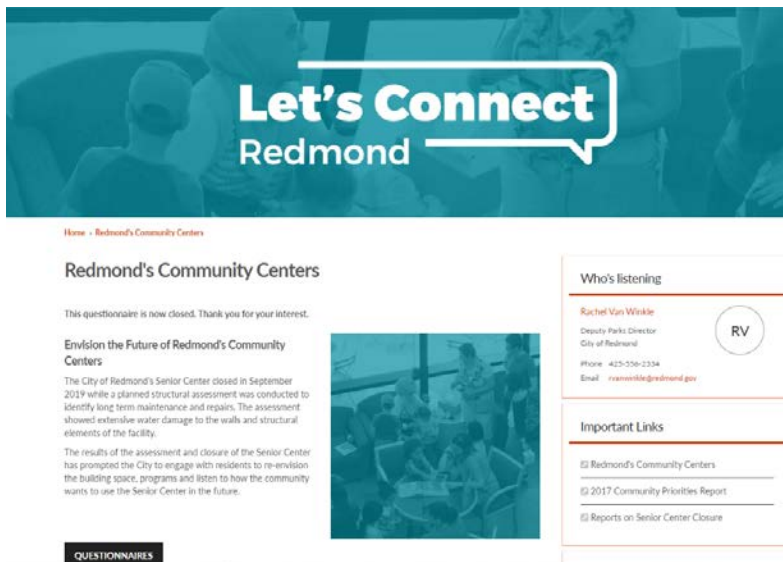 Let's Connect
Redmond
Home › Redmond's Community Centers
Redmond's Community Centers
This questionnaire is now closed. Thank you for your interest.
Envision the Future of Redmond's Community
Centers
The City of Redmond's Senior Center closed in September
2019 while a planned structural assessment was conducted to
identify long term maintenance and repairs. The assessment
showed extensive water damage to the walls and structural
elements of the facility.
The results of the assessment and closure of the Senior Center
has prompted the City to engage with residents to re-envision
the building space, programs and listen to how the community
wants to use the Senior Center in the future.
QUESTIONNAIRES
Who's listening
Rachel Van Winkle
Deputy Parks Director
City of Redmond
Phone 425-556-2334
Email rvanwinkle@redmond.gov
RV
Important Links
Redmond's Community Centers
2017 Community Priorities Report
Reports on Senior Center Closure